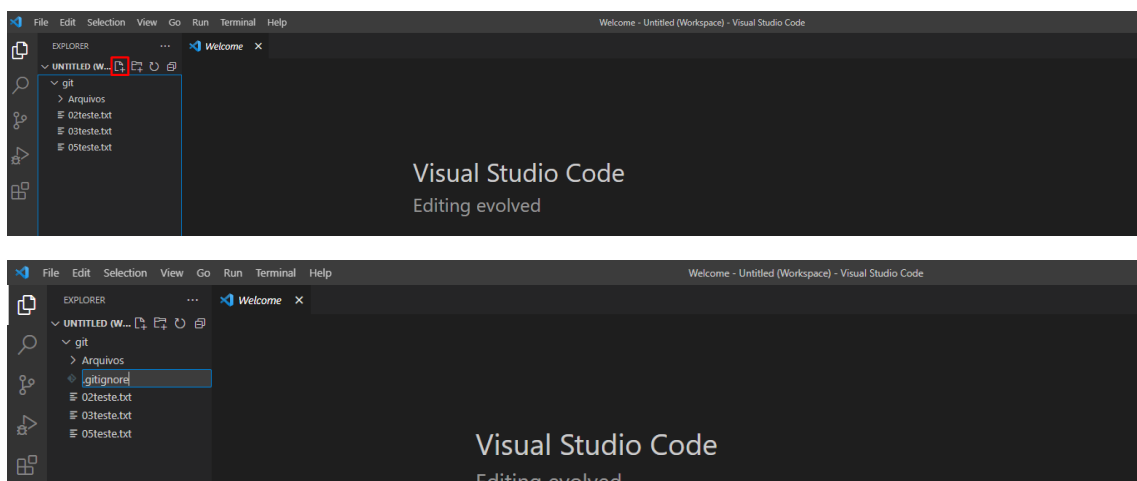 File Edit Selection View Go Run Terminal Help Welcome - Untitled (Workspace) - Visual Studio Code
EXPLORER ... Welcome
UNTITLED (W...
git
Arquivos
02teste.txt
03teste.txt
05teste.txt
Visual Studio Code
Editing evolved
File Edit Selection View Go Run Terminal Help Welcome - Untitled (Workspace) - Visual Studio Code
EXPLORER ... Welcome
UNTITLED (W...
git
Arquivos
.gitignore
02teste.txt
03teste.txt
05teste.txt
Visual Studio Code
Editing evolved